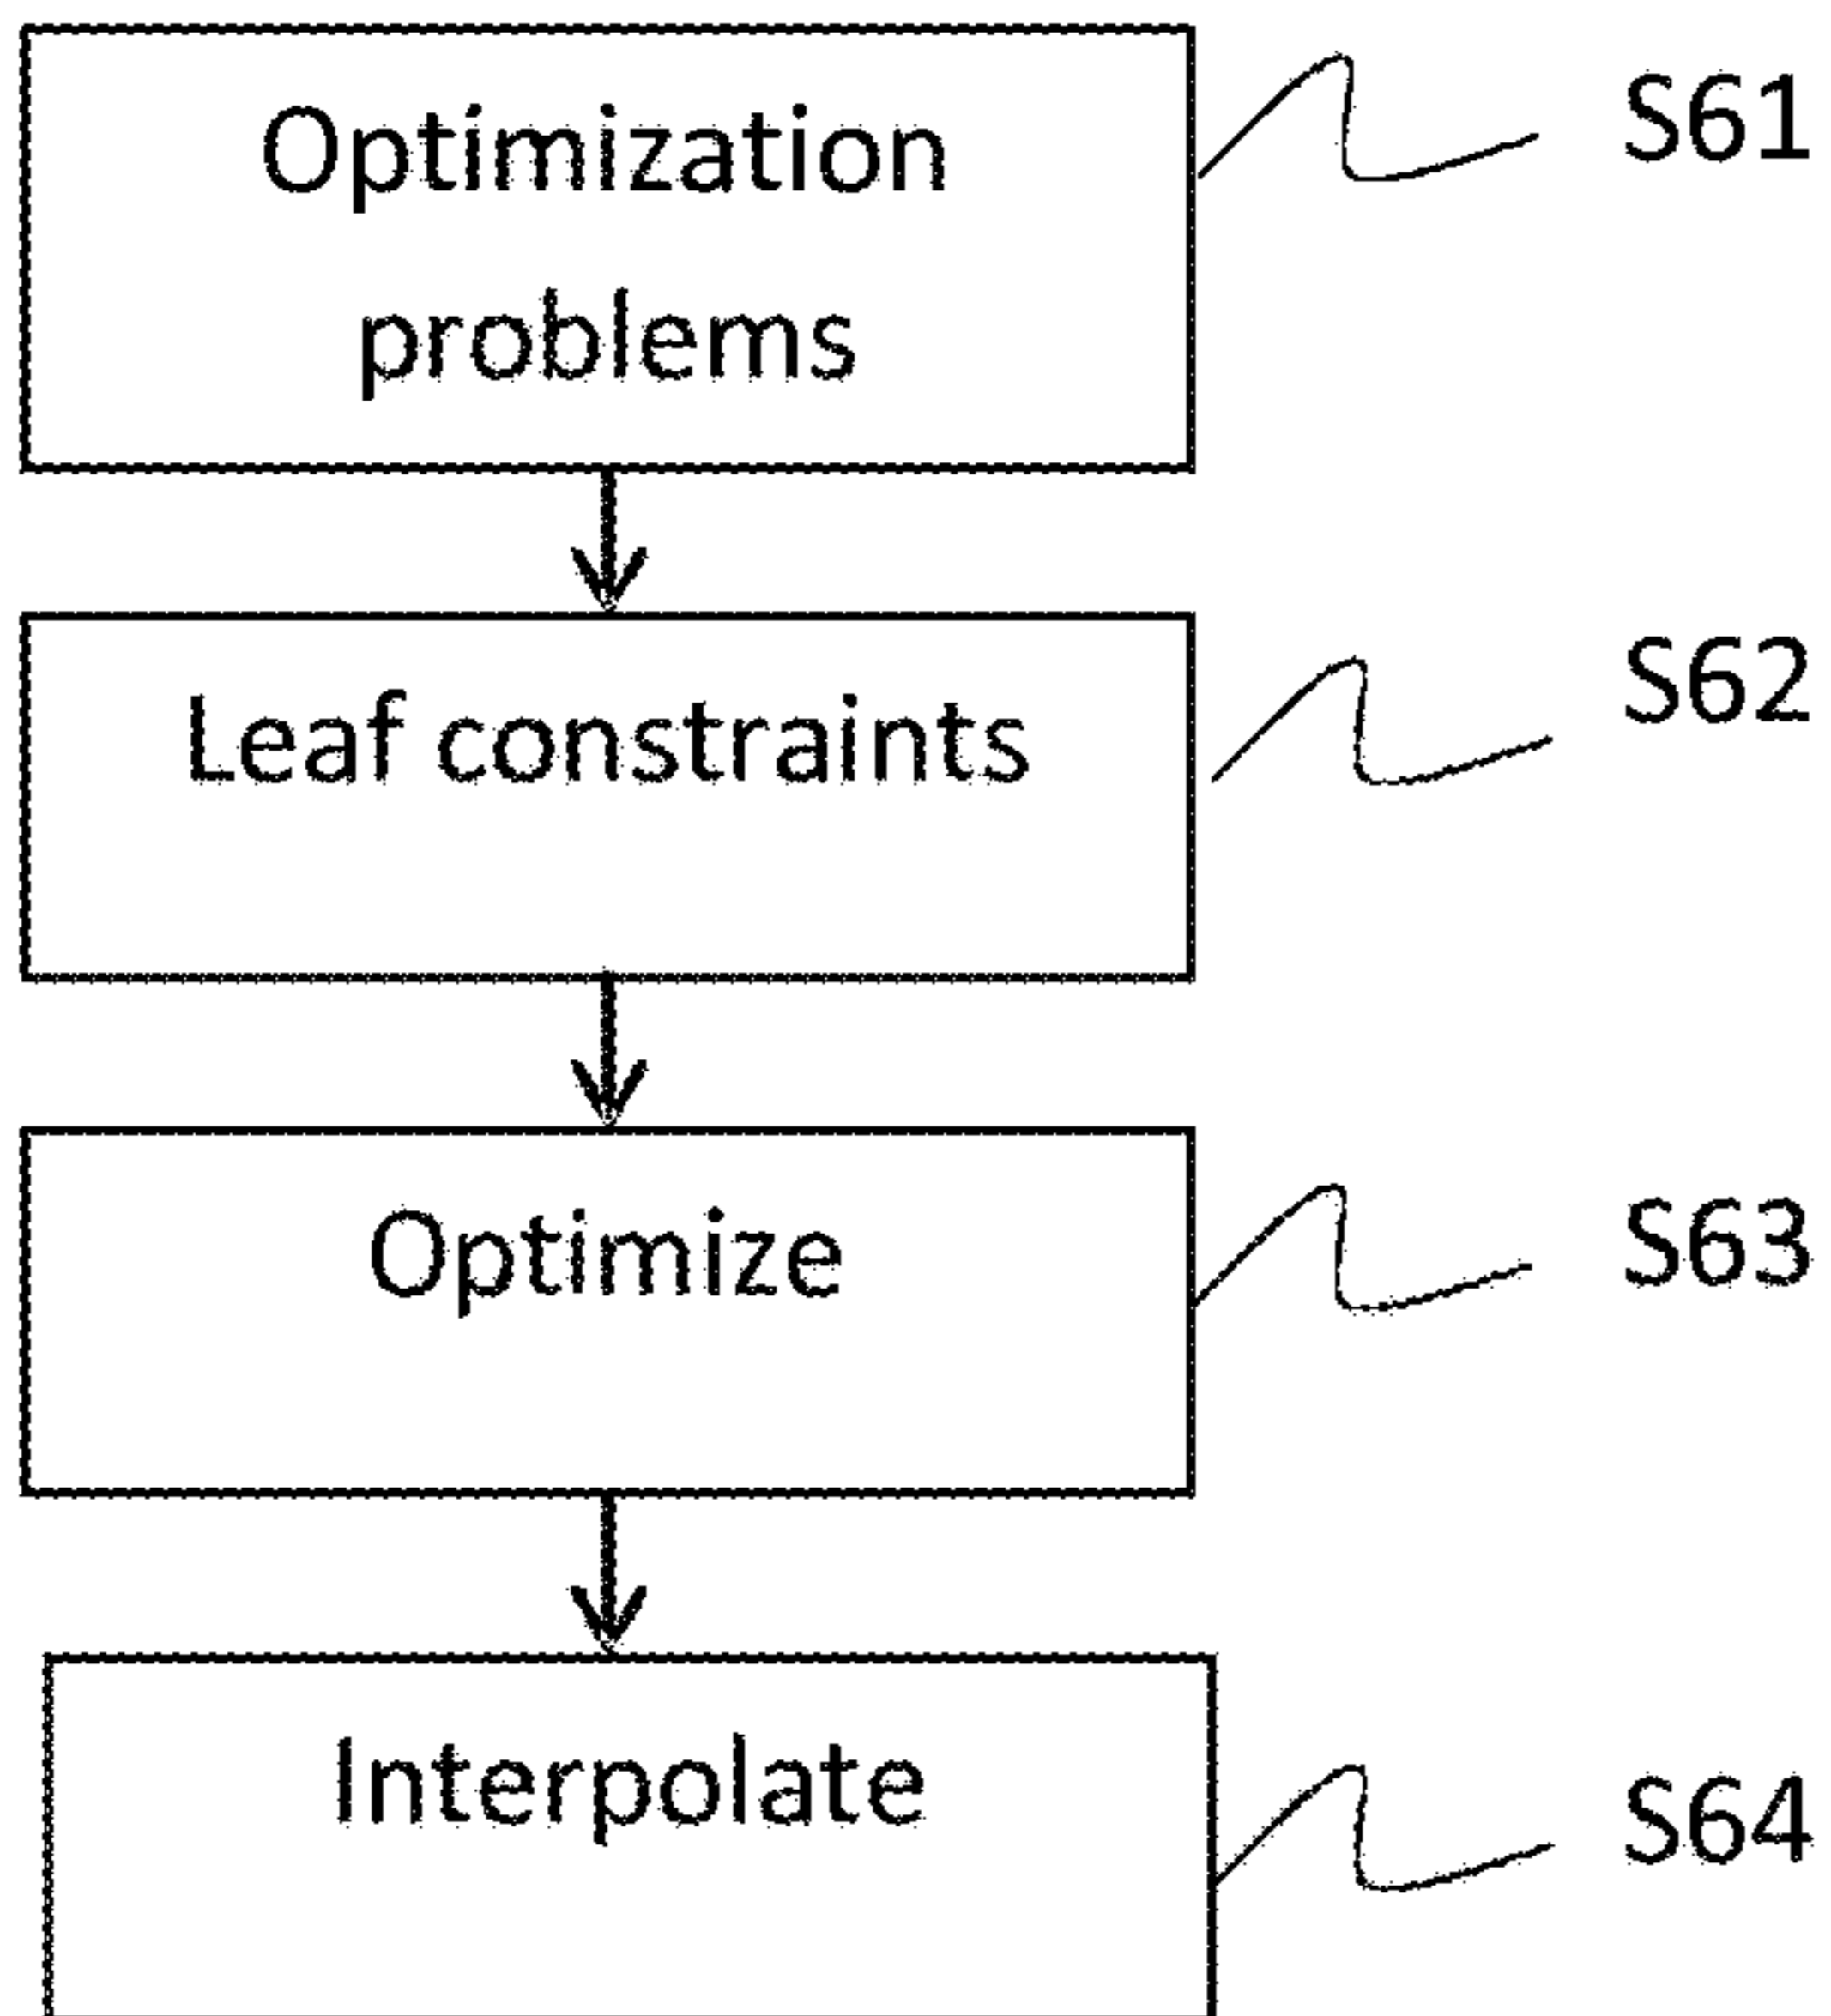 Optimization
problems
S61
Leaf constraints
S62
Optimize
S63
Interpolate
S64